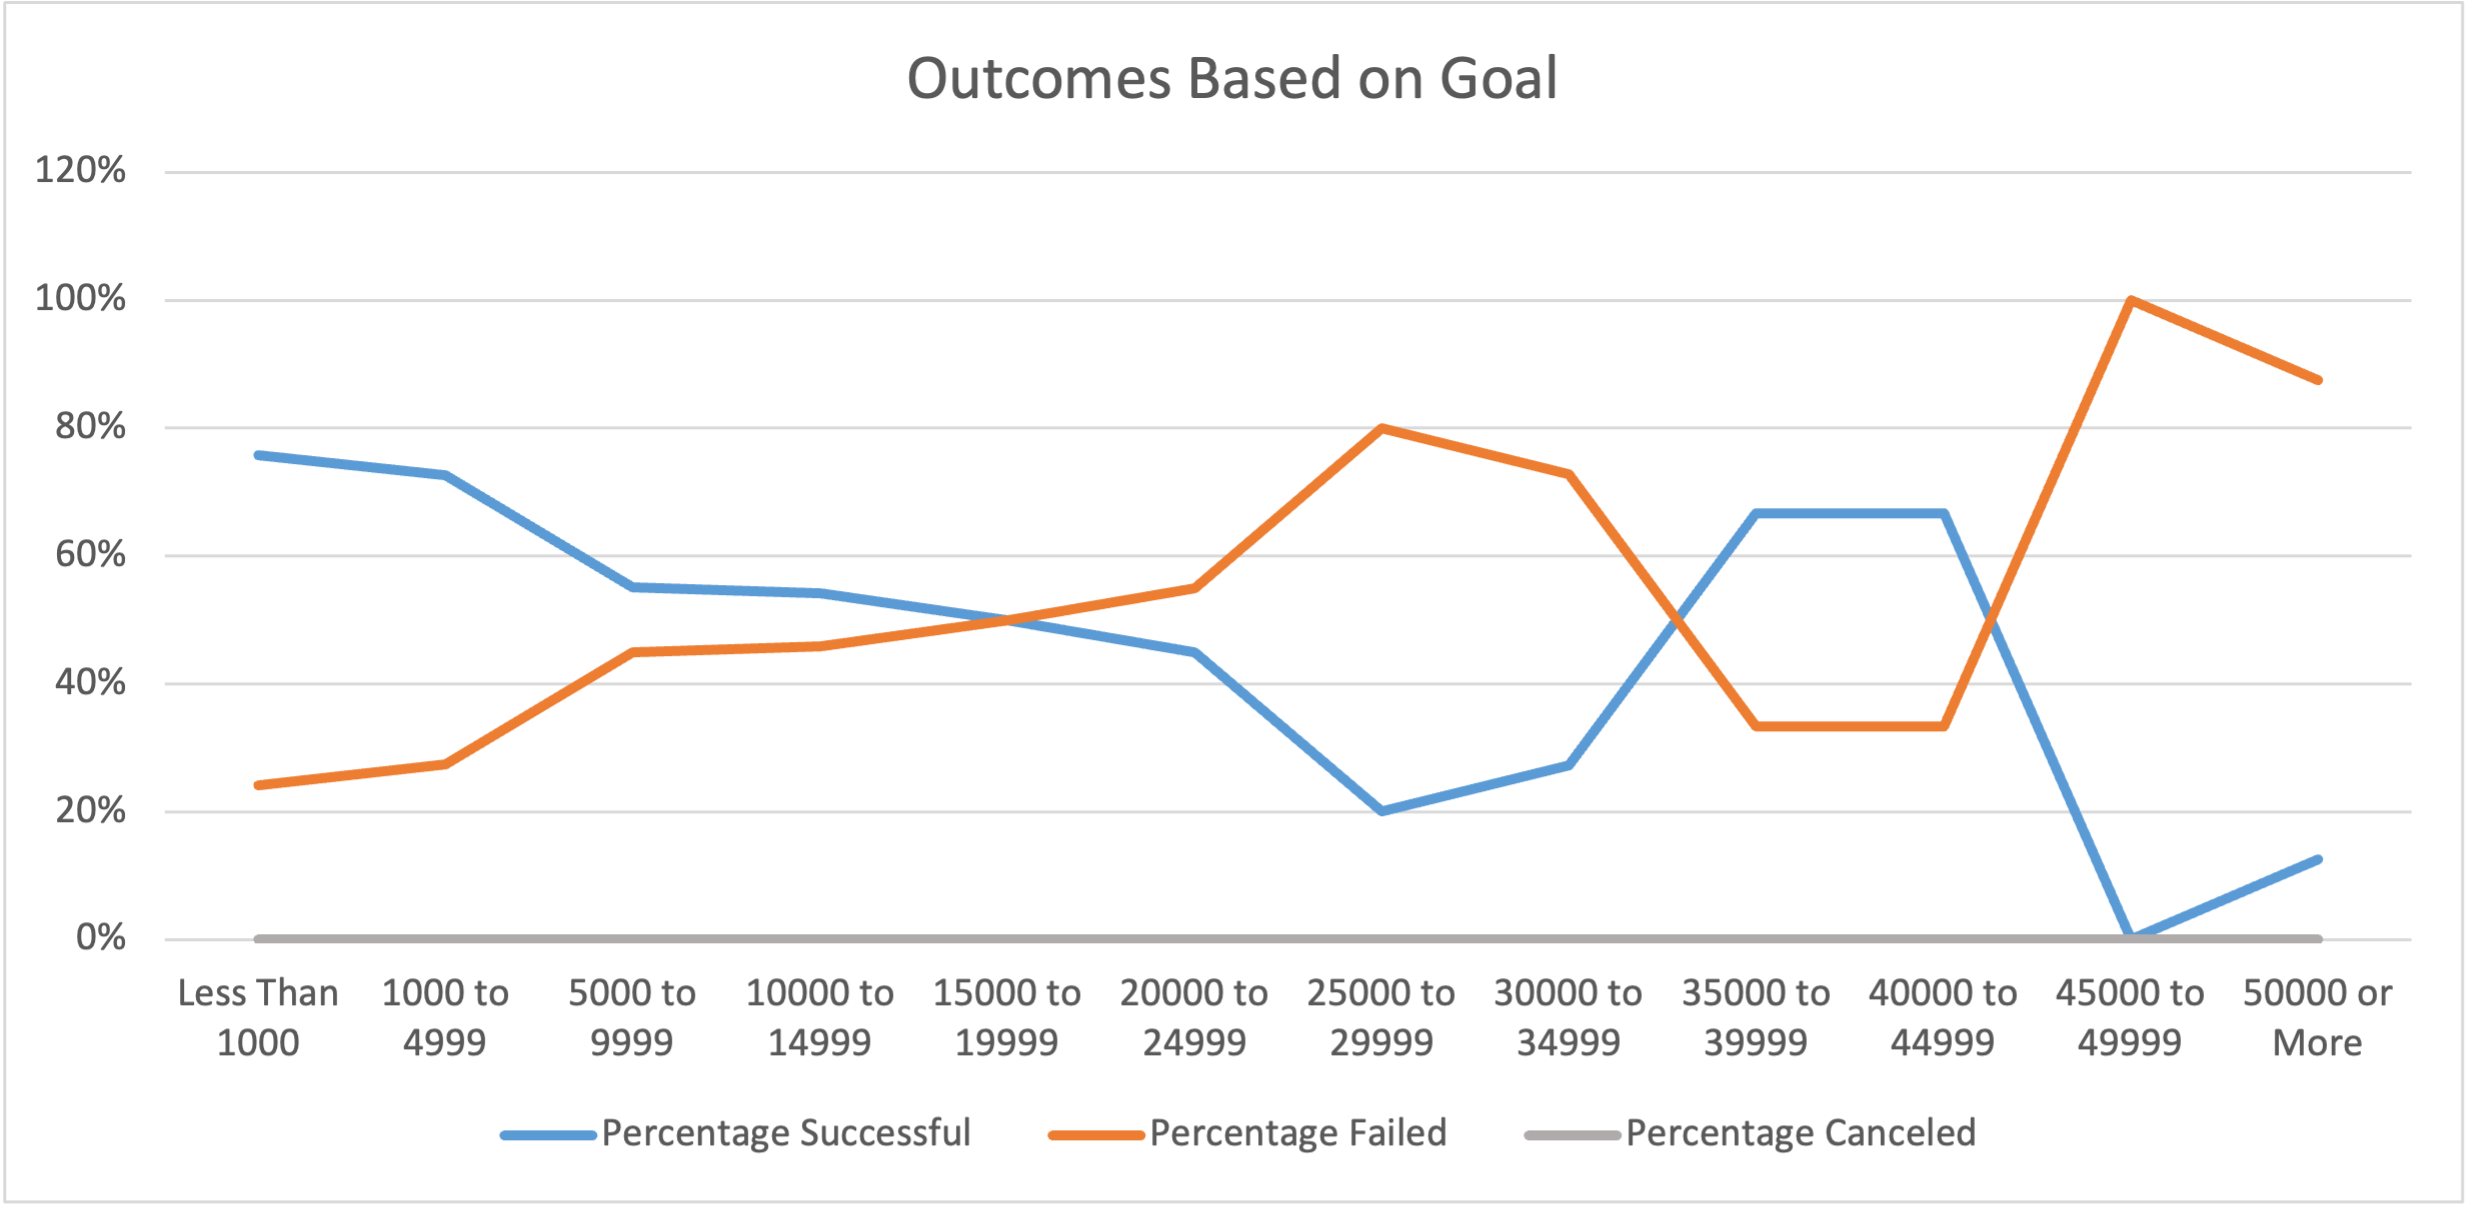 Outcomes Based on Goal
120%
100%
80%
60%
40%
20%
0%
Less Than 1000 to 5000 to 10000 to 15000 to 20000 to 25000 to 30000 to 35000 to 40000 to 45000 to 50000 or
1000 4999 9999 14999 19999 24999 29999 34999 39999 44999 49999 More
Percentage Successful Percentage Failed Percentage Canceled